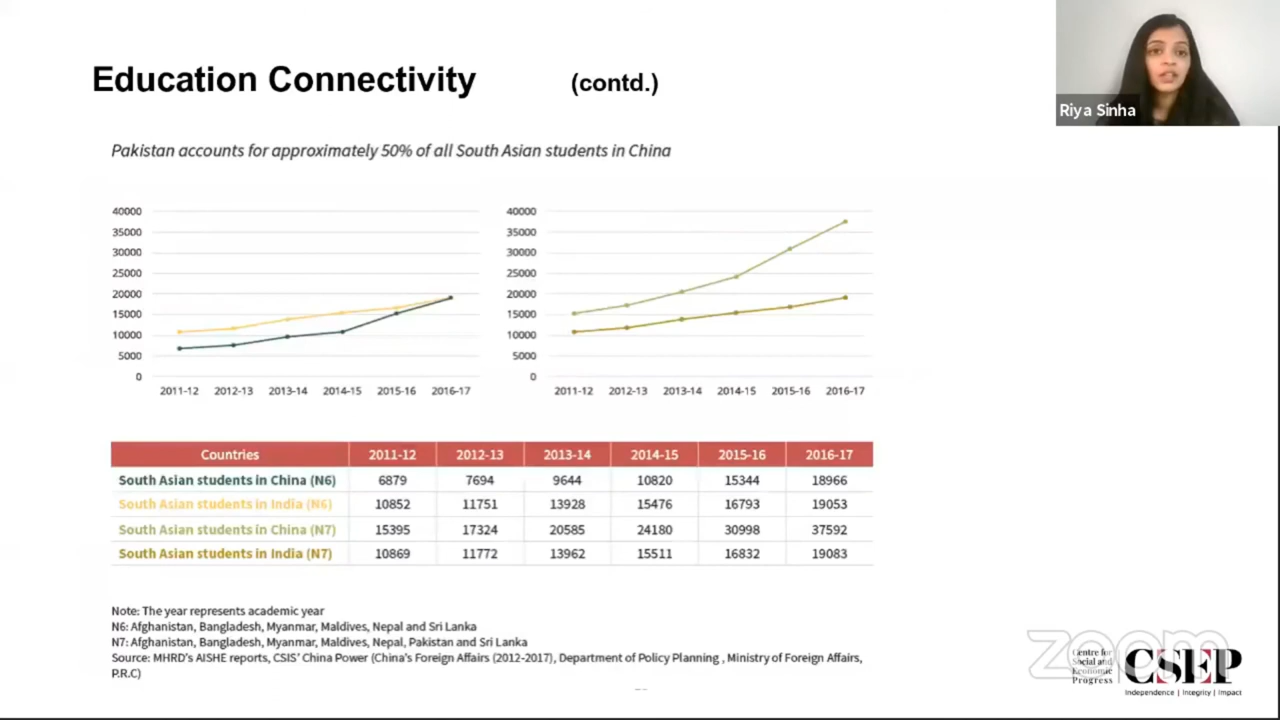 Education Connectivity (contd.)
Riya Sinha
Pakistan accounts for approximately 50% of all South Asian students in China
40000
35000
30000
25000
20000
15000
10000
5000
0
2011-12 2012-13 2013-14 2014-15 2015-16 2016-17
40000
35000
30000
25000
20000
15000
10000
5000
0
2011-12 2012-13 2013-14 2014-15 2015-16 2016-17
Countries 2011-12 2012-13 2013-14 2014-15 2015-16 2016-17
South Asian students in China (N6) 6879 7694 9644 10820 15344 18966
South Asian students in India (N6) 10852 11751 13928 15476 16793 19053
South Asian students in China (N7) 15395 17324 20585 24180 30998 37592
South Asian students in India (N7) 10869 11772 13962 15511 16832 19083
Note: The year represents academic year
N6: Afghanistan, Bangladesh, Myanmar, Maldives, Nepal and Sri Lanka
N7: Afghanistan, Bangladesh, Myanmar, Maldives, Nepal, Pakistan and Sri Lanka
Source: MHRD's AISHE reports, CSIS' China Power (China's Foreign Affairs (2012-2017), Department of Policy Planning , Ministry of Foreign Affairs,
P.R.C)
zoom
Centre for
Social and
Economic
Progress
CSEP
Independence | Integrity | Impact